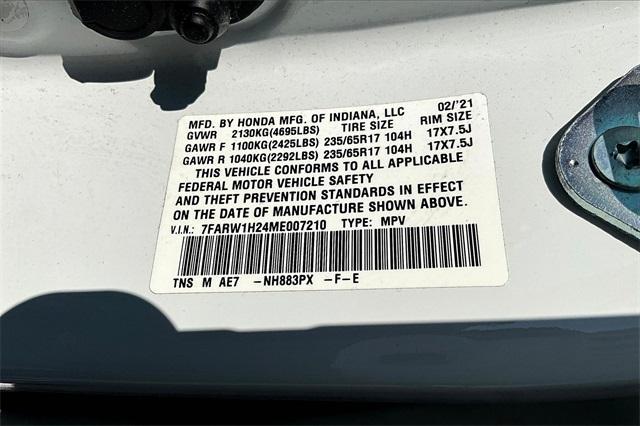 MFD. BY HONDA MFG. OF INDIANA, LLC 02/'21
GVWR 2130KG(4695LBS) TIRE SIZE RIM SIZE
GAWR F 1100KG(2425LBS) 235/65R17 104H 17X7.5J
GAWR R 1040KG(2292LBS) 235/65R17 104H 17X7.5J
THIS VEHICLE CONFORMS TO ALL APPLICABLE
FEDERAL MOTOR VEHICLE SAFETY
AND THEFT PREVENTION STANDARDS IN EFFECT
ON THE DATE OF MANUFACTURE SHOWN ABOVE.
V.I.N.: 7FARW1H24ME007210 TYPE: MPV
TNS M AE7 -NH883PX -F-E